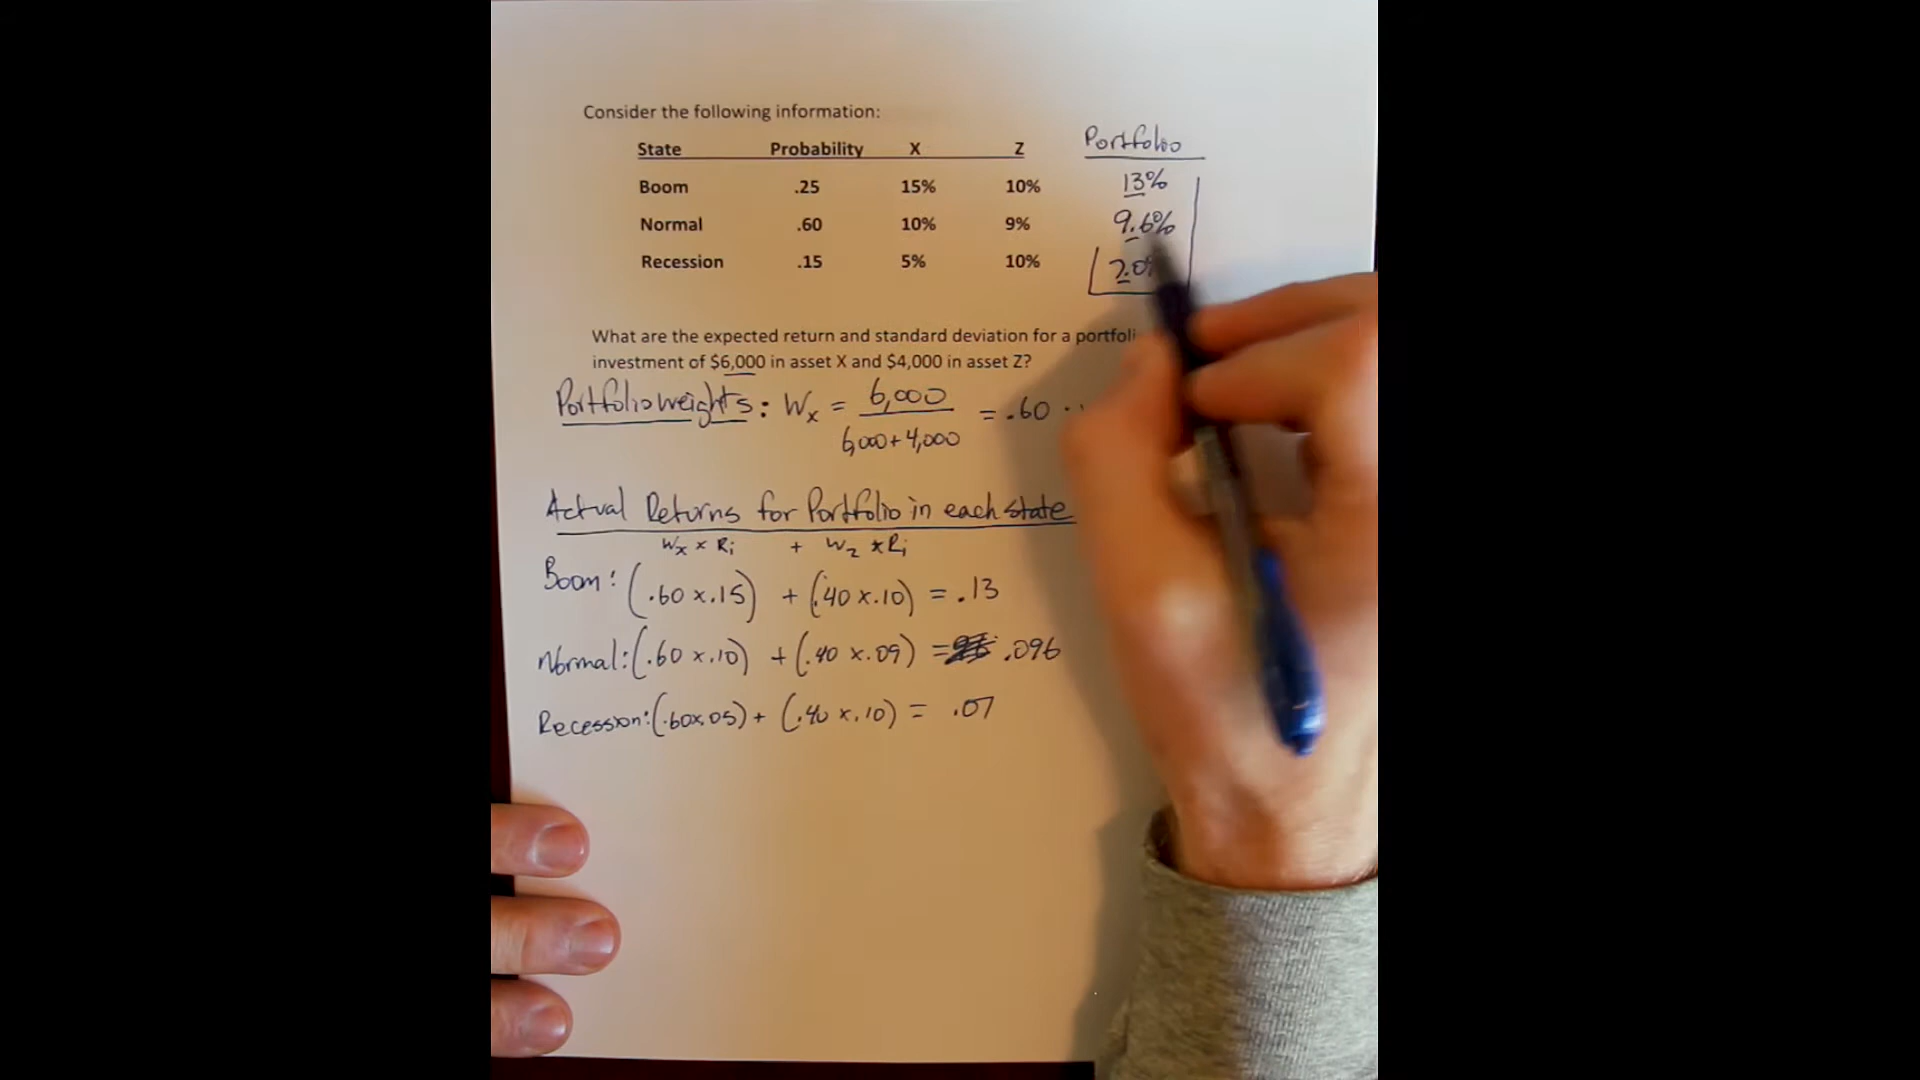 Consider the following information:
State Probability X Z Portfolio
Boom .25 15% 10% 13%
Normal .60 10% 9% 9.6%
Recession .15 5% 10% 7.0%
What are the expected return and standard deviation for a
investment of $6,000 in asset X and $4,000 in asset Z?
Portfolio weights: Wx = 6,000 = .60
6,000+4,000
Actual Returns for Portfolio in each state
Wx × Ri + Wz × Ri
Boom: (.60 x .15) + (.40 x .10) = .13
Normal: (.60 x .10) + (.40 x .09) = .096
Recession: (.60x.05) + (.40 x .10) = .07